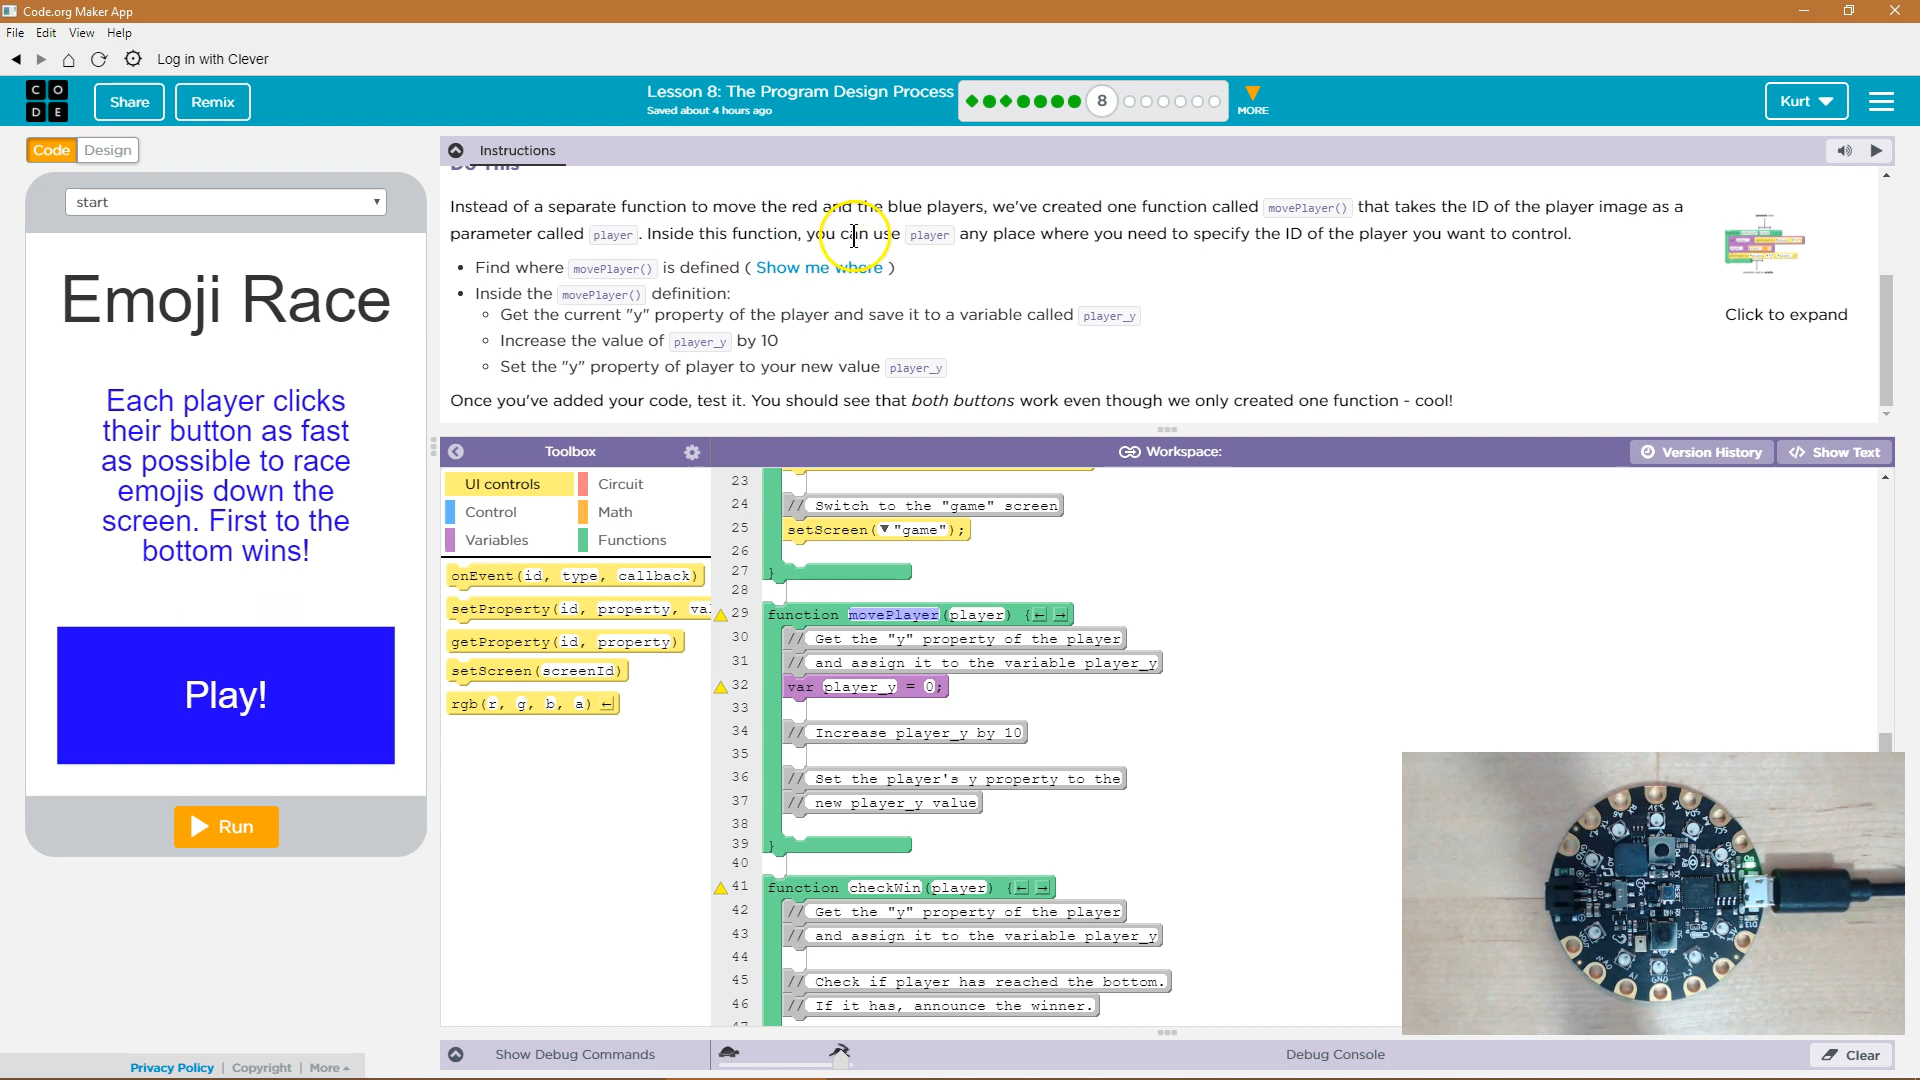 Code.org Maker App
File Edit View Help
Log in with Clever
CODE
Share
Remix
Lesson 8: The Program Design Process
Saved about 4 hours ago
8
MORE
Kurt
Code
Design
Instructions
Do This
start
Instead of a separate function to move the red and the blue players, we've created one function called movePlayer() that takes the ID of the player image as a
parameter called player. Inside this function, you can use player any place where you need to specify the ID of the player you want to control.
• Find where movePlayer() is defined ( Show me where )
• Inside the movePlayer() definition:
Get the current "y" property of the player and save it to a variable called player_y
Increase the value of player_y by 10
Set the "y" property of player to your new value player_y
Click to expand
Once you've added your code, test it. You should see that both buttons work even though we only created one function - cool!
Emoji Race
Each player clicks
their button as fast
as possible to race
emojis down the
screen. First to the
bottom wins!
Play!
Run
Toolbox
Workspace:
Version History
Show Text
UI controls
Circuit
Control
Math
Variables
Functions
onEvent(id, type, callback)
setProperty(id, property, val
getProperty(id, property)
setScreen(screenId)
rgb(r, g, b, a)
23
24 // Switch to the "game" screen
25 setScreen(▼"game");
26
27 }
28
29 function movePlayer(player) {
30 // Get the "y" property of the player
31 // and assign it to the variable player_y
32 var player_y = 0;
33
34 // Increase player_y by 10
35
36 // Set the player's y property to the
37 // new player_y value
38
39 }
40
41 function checkWin(player) {
42 // Get the "y" property of the player
43 // and assign it to the variable player_y
44
45 // Check if player has reached the bottom.
46 // If it has, announce the winner.
47
Show Debug Commands
Debug Console
Clear
Privacy Policy | Copyright | More